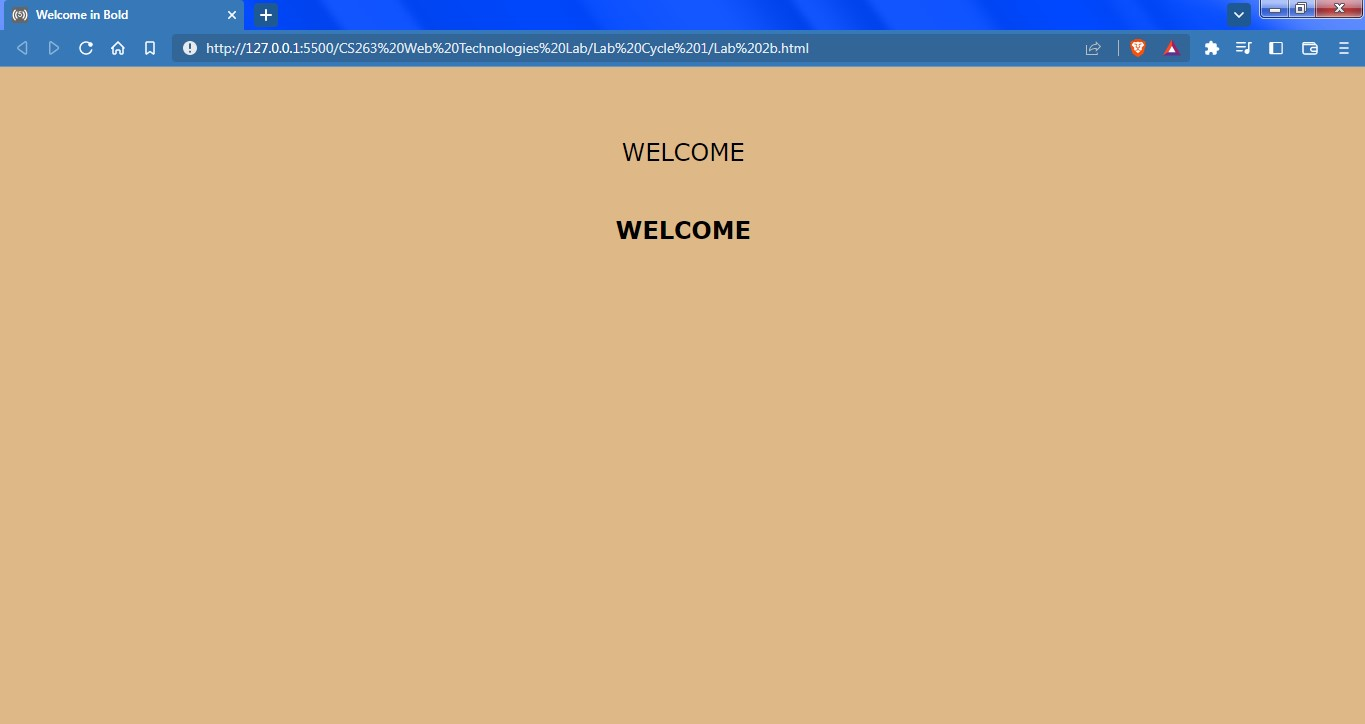 Welcome in Bold
http://127.0.0.1:5500/CS263%20Web%20Technologies%20Lab/Lab%20Cycle%201/Lab%202b.html
WELCOME
WELCOME